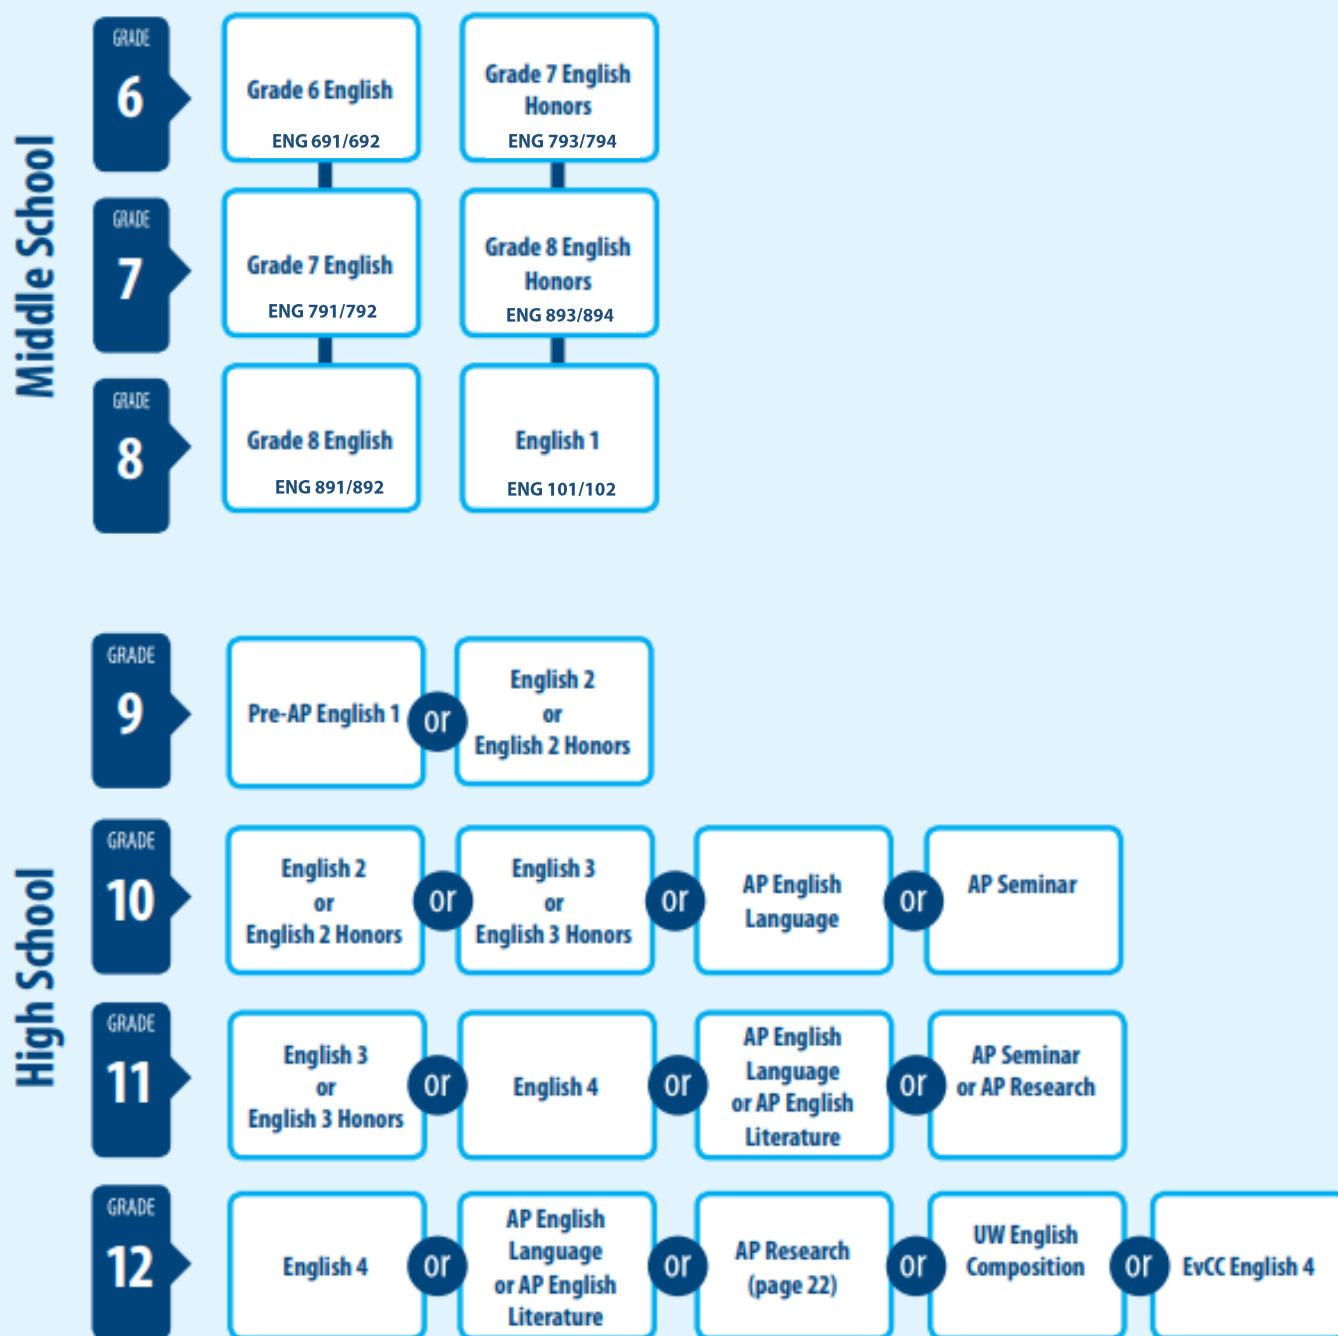 Middle School
GRADE
6
Grade 6 English
ENG 691/692
Grade 7 English
Honors
ENG 793/794
GRADE
7
Grade 7 English
ENG 791/792
Grade 8 English
Honors
ENG 893/894
GRADE
8
Grade 8 English
ENG 891/892
English 1
ENG 101/102
High School
GRADE
9
Pre-AP English 1
or
English 2
or
English 2 Honors
GRADE
10
English 2
or
English 2 Honors
or
English 3
or
English 3 Honors
or
AP English
Language
or
AP Seminar
GRADE
11
English 3
or
English 3 Honors
or
English 4
or
AP English
Language
or AP English
Literature
or
AP Seminar
or AP Research
GRADE
12
English 4
or
AP English
Language
or AP English
Literature
or
AP Research
(page 22)
or
UW English
Composition
or
EvCC English 4